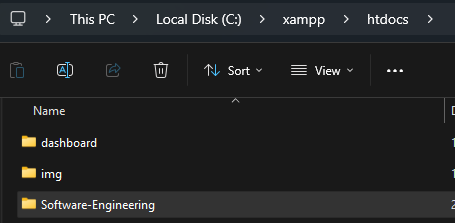 This PC > Local Disk (C:) > xampp > htdocs >
Sort View
Name
dashboard
img
Software-Engineering